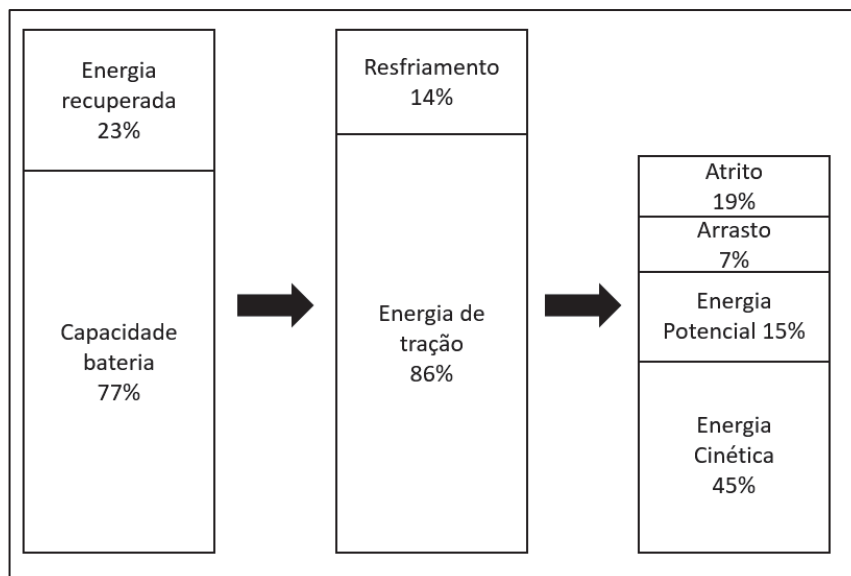 Energia
recuperada
23%
Capacidade
bateria
77%
Resfriamento
14%
Energia de
tração
86%
Atrito
19%
Arrasto
7%
Energia
Potencial 15%
Energia
Cinética
45%